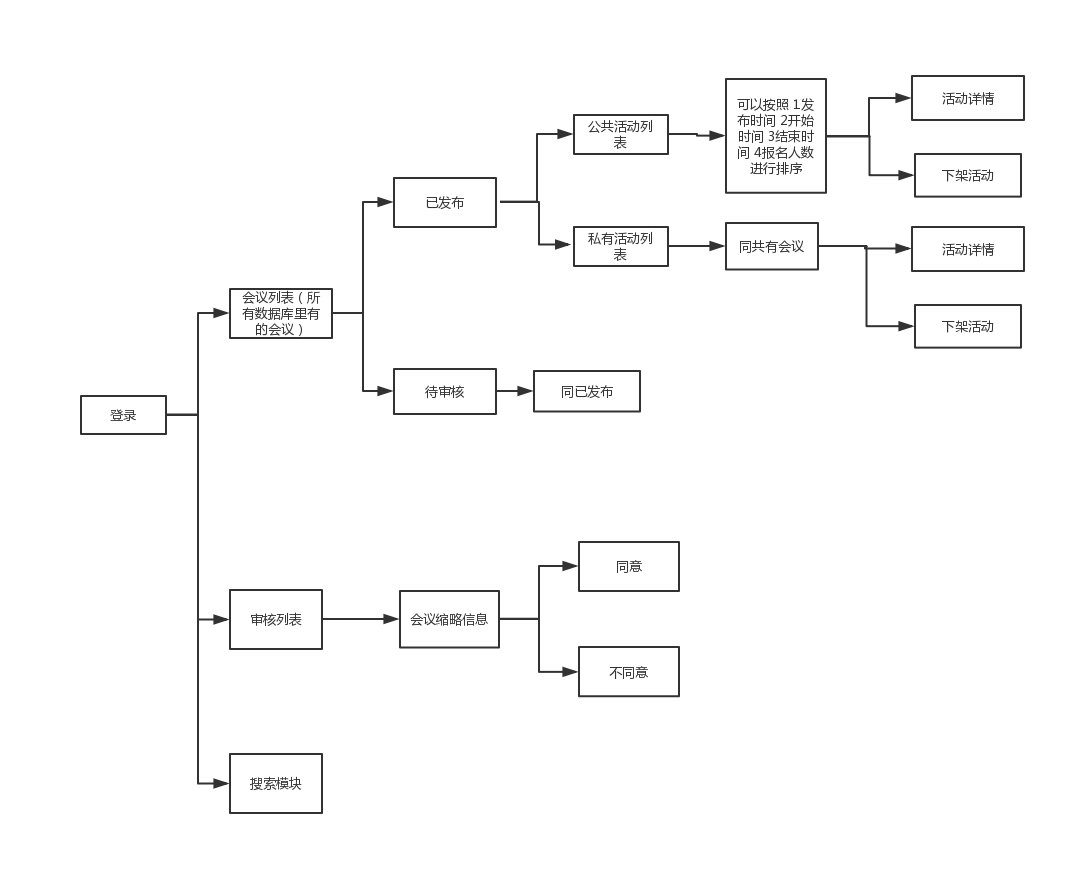 可以按照 1发
布时间 2开始
时间 3结束时
间 4报名人数
进行排序
活动详情
公共活动列
表
下架活动
已发布
私有活动列
表
同共有会议
活动详情
会议列表（所
有数据库里有
的会议）
下架活动
待审核
同已发布
登录
同意
审核列表
会议缩略信息
不同意
搜索模块